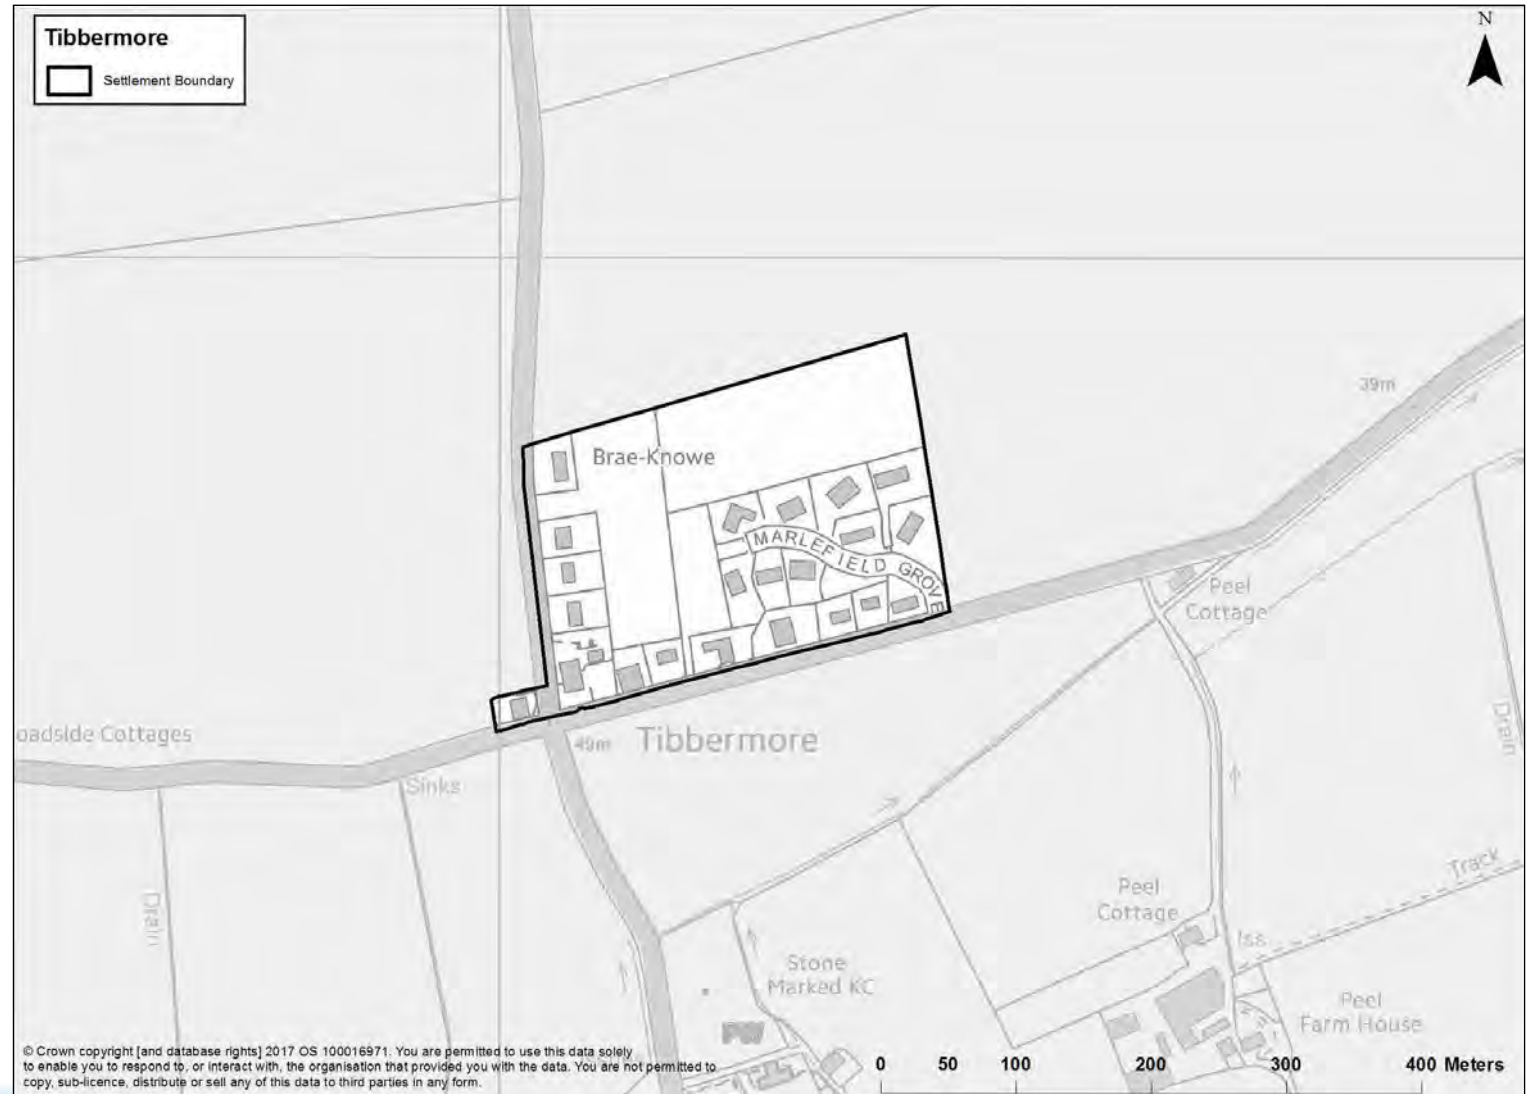 Tibbermore
Settlement Boundary
N
39m
Brae-Knowe
MARLEFIELD GROVE
Peel
Cottage
oadside Cottages
49m
Tibbermore
Sinks
Drain
Drain
Track
Peel
Cottage
Iss
Stone
Marked KC
Peel
Farm House
PW
© Crown copyright [and database rights] 2017 OS 100016971. You are permitted to use this data solely
to enable you to respond to, or interact with, the organisation that provided you with the data. You are not permitted to
copy, sub-licence, distribute or sell any of this data to third parties in any form.
0 50 100 200 300 400 Meters